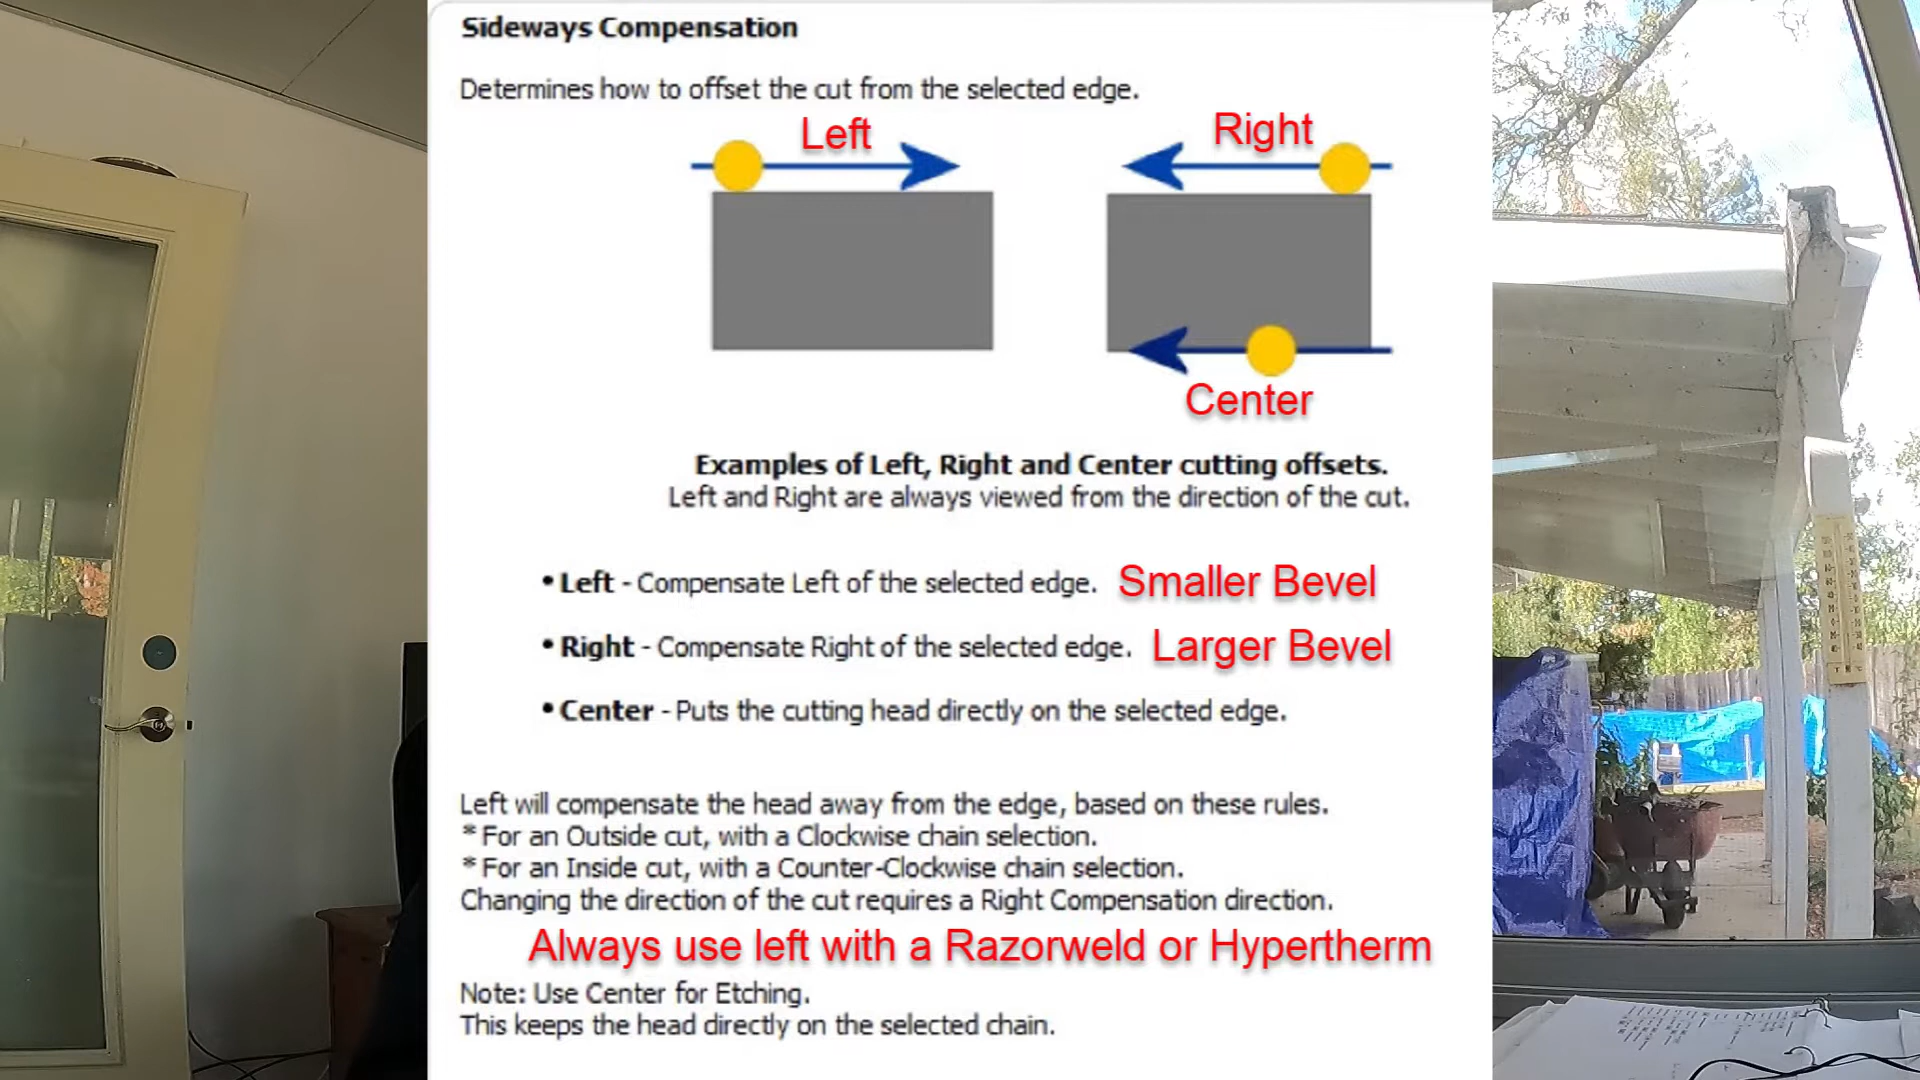 Sideways Compensation
Determines how to offset the cut from the selected edge.
Left
Right
Center
Examples of Left, Right and Center cutting offsets.
Left and Right are always viewed from the direction of the cut.
• Left - Compensate Left of the selected edge. Smaller Bevel
• Right - Compensate Right of the selected edge. Larger Bevel
• Center - Puts the cutting head directly on the selected edge.
Left will compensate the head away from the edge, based on these rules.
* For an Outside cut, with a Clockwise chain selection.
* For an Inside cut, with a Counter-Clockwise chain selection.
Changing the direction of the cut requires a Right Compensation direction.
Always use left with a Razorweld or Hypertherm
Note: Use Center for Etching.
This keeps the head directly on the selected chain.